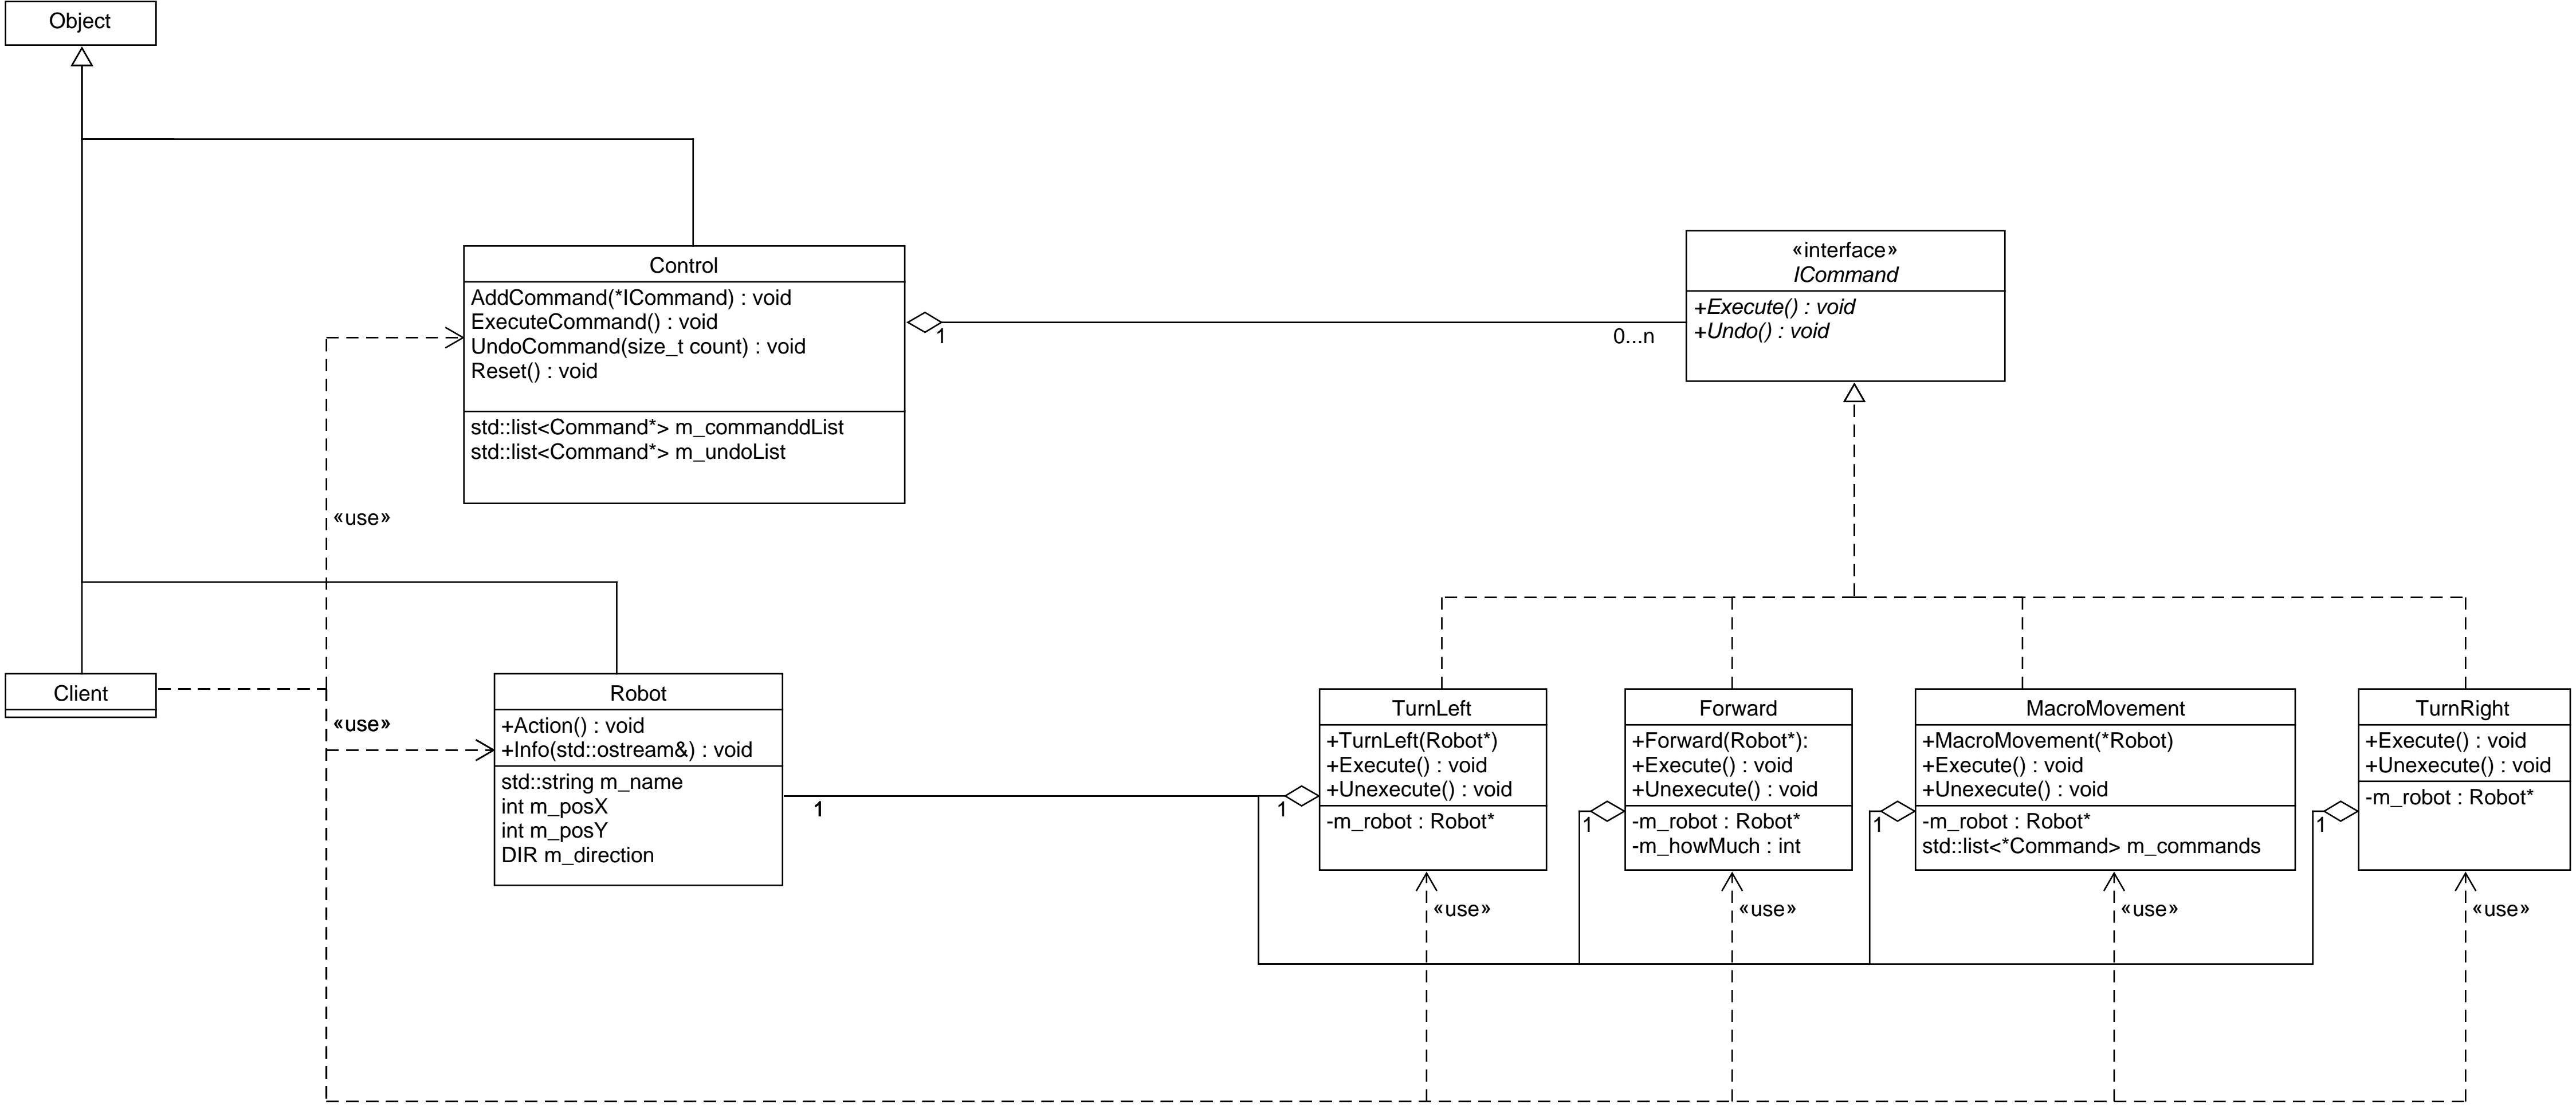 Object
Control
AddCommand(*ICommand) : void
ExecuteCommand() : void
UndoCommand(size_t count) : void
Reset() : void
std::list<Command*> m_commanddList
std::list<Command*> m_undoList
1
0...n
«interface»
ICommand
+Execute() : void
+Undo() : void
«use»
Client
«use»
Robot
+Action() : void
+Info(std::ostream&) : void
std::string m_name
int m_posX
int m_posY
DIR m_direction
1
1
TurnLeft
+TurnLeft(Robot*)
+Execute() : void
+Unexecute() : void
-m_robot : Robot*
«use»
1
Forward
+Forward(Robot*):
+Execute() : void
+Unexecute() : void
-m_robot : Robot*
-m_howMuch : int
«use»
1
MacroMovement
+MacroMovement(*Robot)
+Execute() : void
+Unexecute() : void
-m_robot : Robot*
std::list<*Command> m_commands
«use»
1
TurnRight
+Execute() : void
+Unexecute() : void
-m_robot : Robot*
«use»